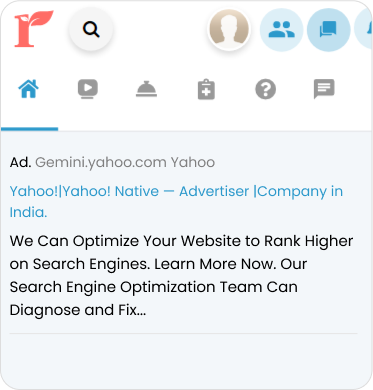 r
Ad. Gemini.yahoo.com Yahoo
Yahoo!|Yahoo! Native — Advertiser |Company in
India.
We Can Optimize Your Website to Rank Higher
on Search Engines. Learn More Now. Our
Search Engine Optimization Team Can
Diagnose and Fix...